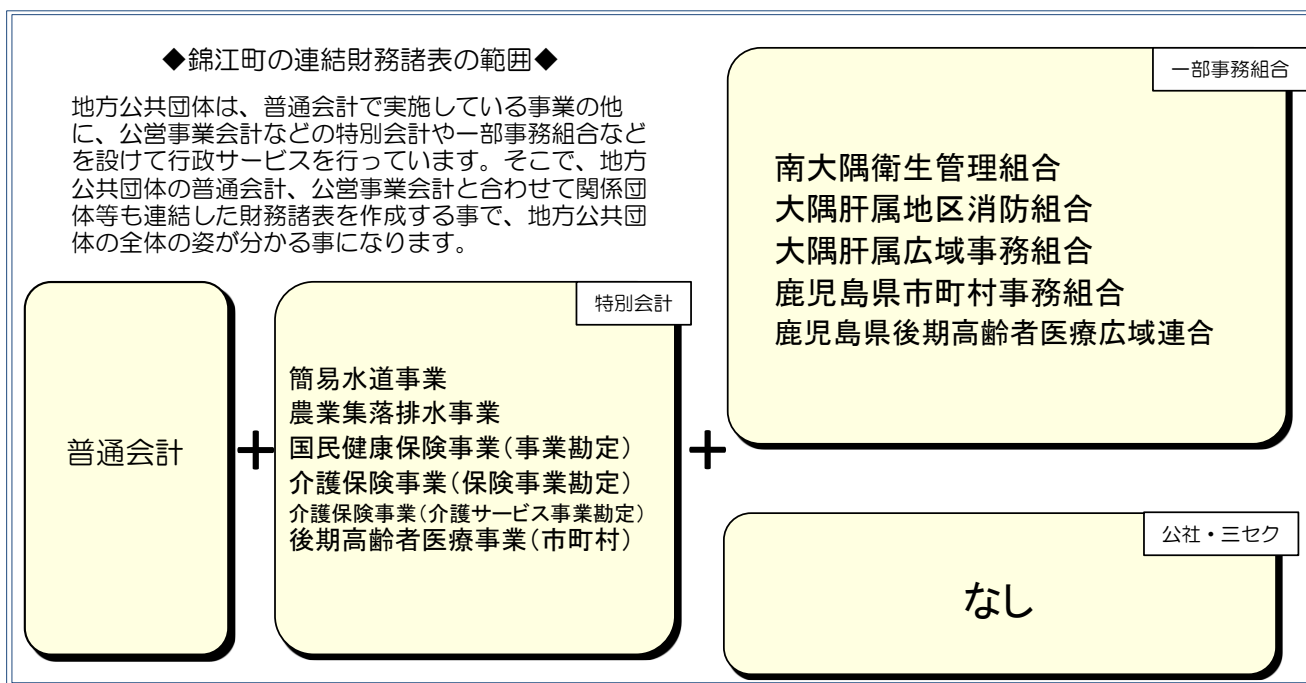 ◆錦江町の連結財務諸表の範囲◆
地方公共団体は、普通会計で実施している事業の他
に、公営事業会計などの特別会計や一部事務組合など
を設けて行政サービスを行っています。そこで、地方
公共団体の普通会計、公営事業会計と合わせて関係団
体等も連結した財務諸表を作成する事で、地方公共団
体の全体の姿が分かる事になります。
普通会計
+
特別会計
簡易水道事業
農業集落排水事業
国民健康保険事業(事業勘定)
介護保険事業(保険事業勘定)
介護保険事業(介護サービス事業勘定)
後期高齢者医療事業(市町村)
+
一部事務組合
南大隅衛生管理組合
大隅肝属地区消防組合
大隅肝属広域事務組合
鹿児島県市町村事務組合
鹿児島県後期高齢者医療広域連合
公社・三セク
なし